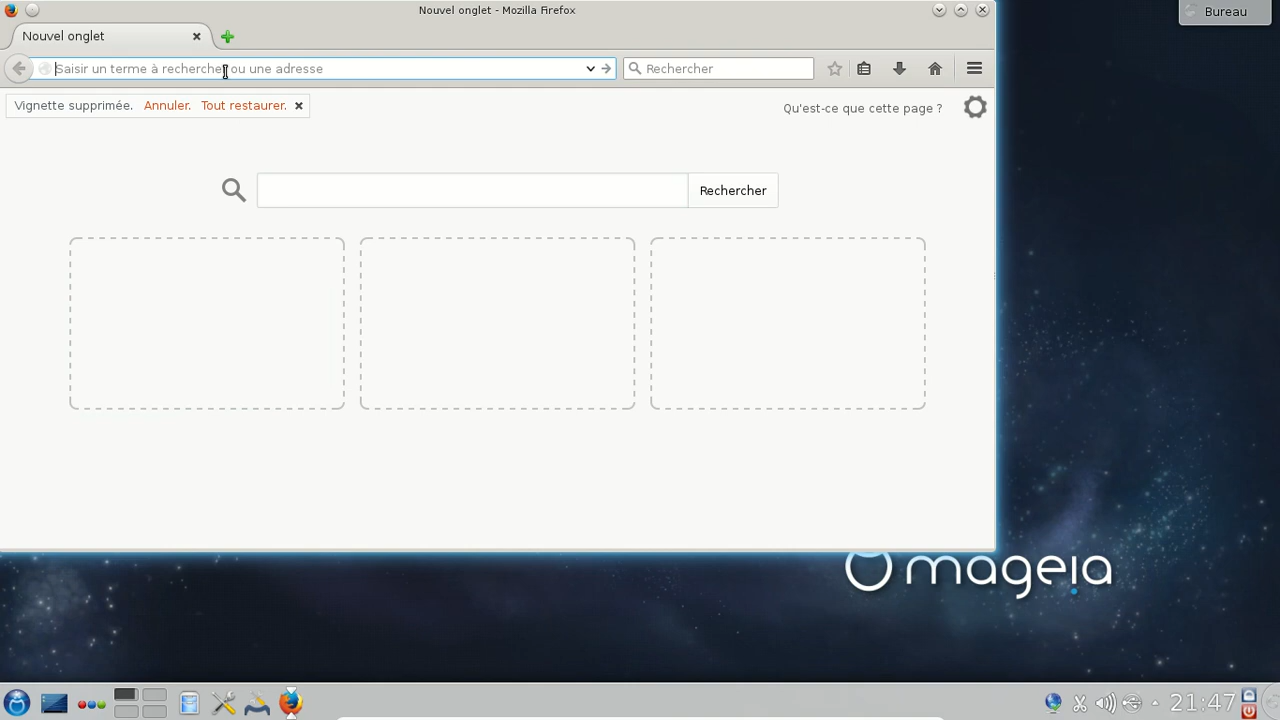 Nouvel onglet - Mozilla Firefox
Bureau
Nouvel onglet
Saisir un terme à rechercher ou une adresse
Rechercher
Vignette supprimée. Annuler. Tout restaurer.
Qu'est-ce que cette page ?
Rechercher
mageia
21:47